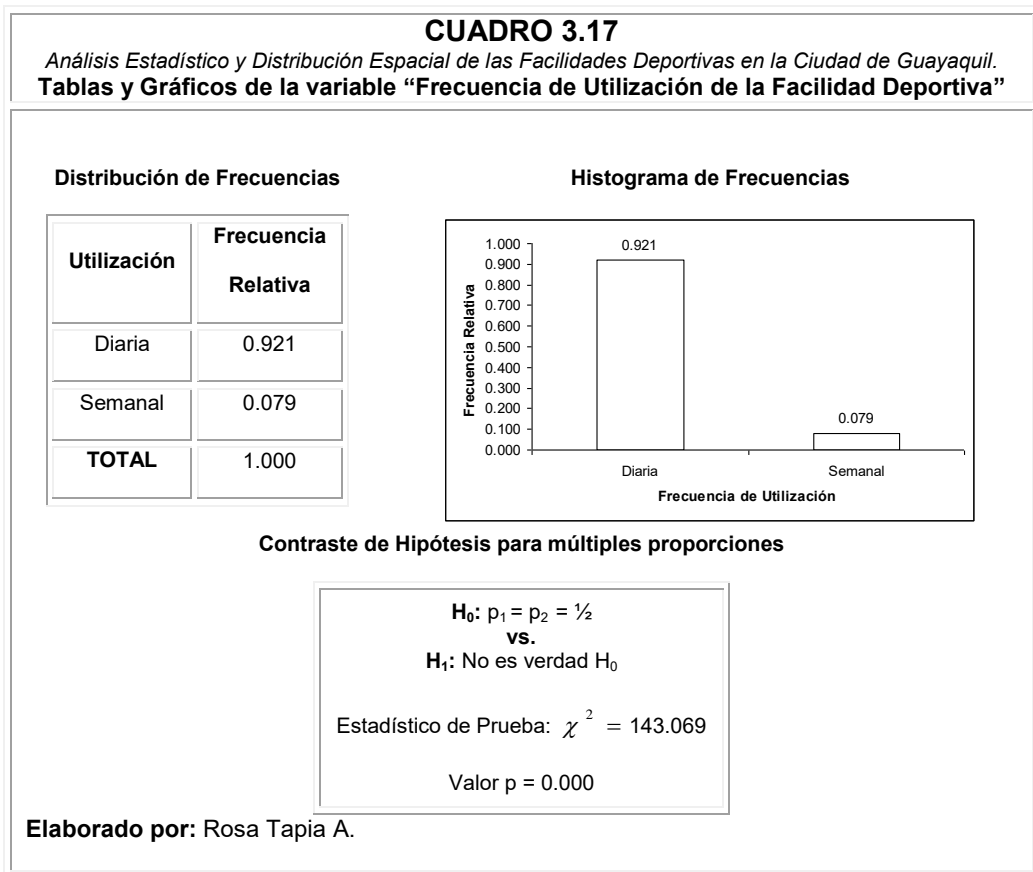 CUADRO 3.17
Análisis Estadístico y Distribución Espacial de las Facilidades Deportivas en la Ciudad de Guayaquil.
Tablas y Gráficos de la variable “Frecuencia de Utilización de la Facilidad Deportiva”
Distribución de Frecuencias
Utilización Frecuencia Relativa
Diaria 0.921
Semanal 0.079
TOTAL 1.000
Histograma de Frecuencias
Frecuencia Relativa
1.000
0.900
0.800
0.700
0.600
0.500
0.400
0.300
0.200
0.100
0.000
0.921
0.079
Diaria Semanal
Frecuencia de Utilización
Contraste de Hipótesis para múltiples proporciones
H₀: p₁ = p₂ = ½
vs.
H₁: No es verdad H₀
Estadístico de Prueba: χ² = 143.069
Valor p = 0.000
Elaborado por: Rosa Tapia A.